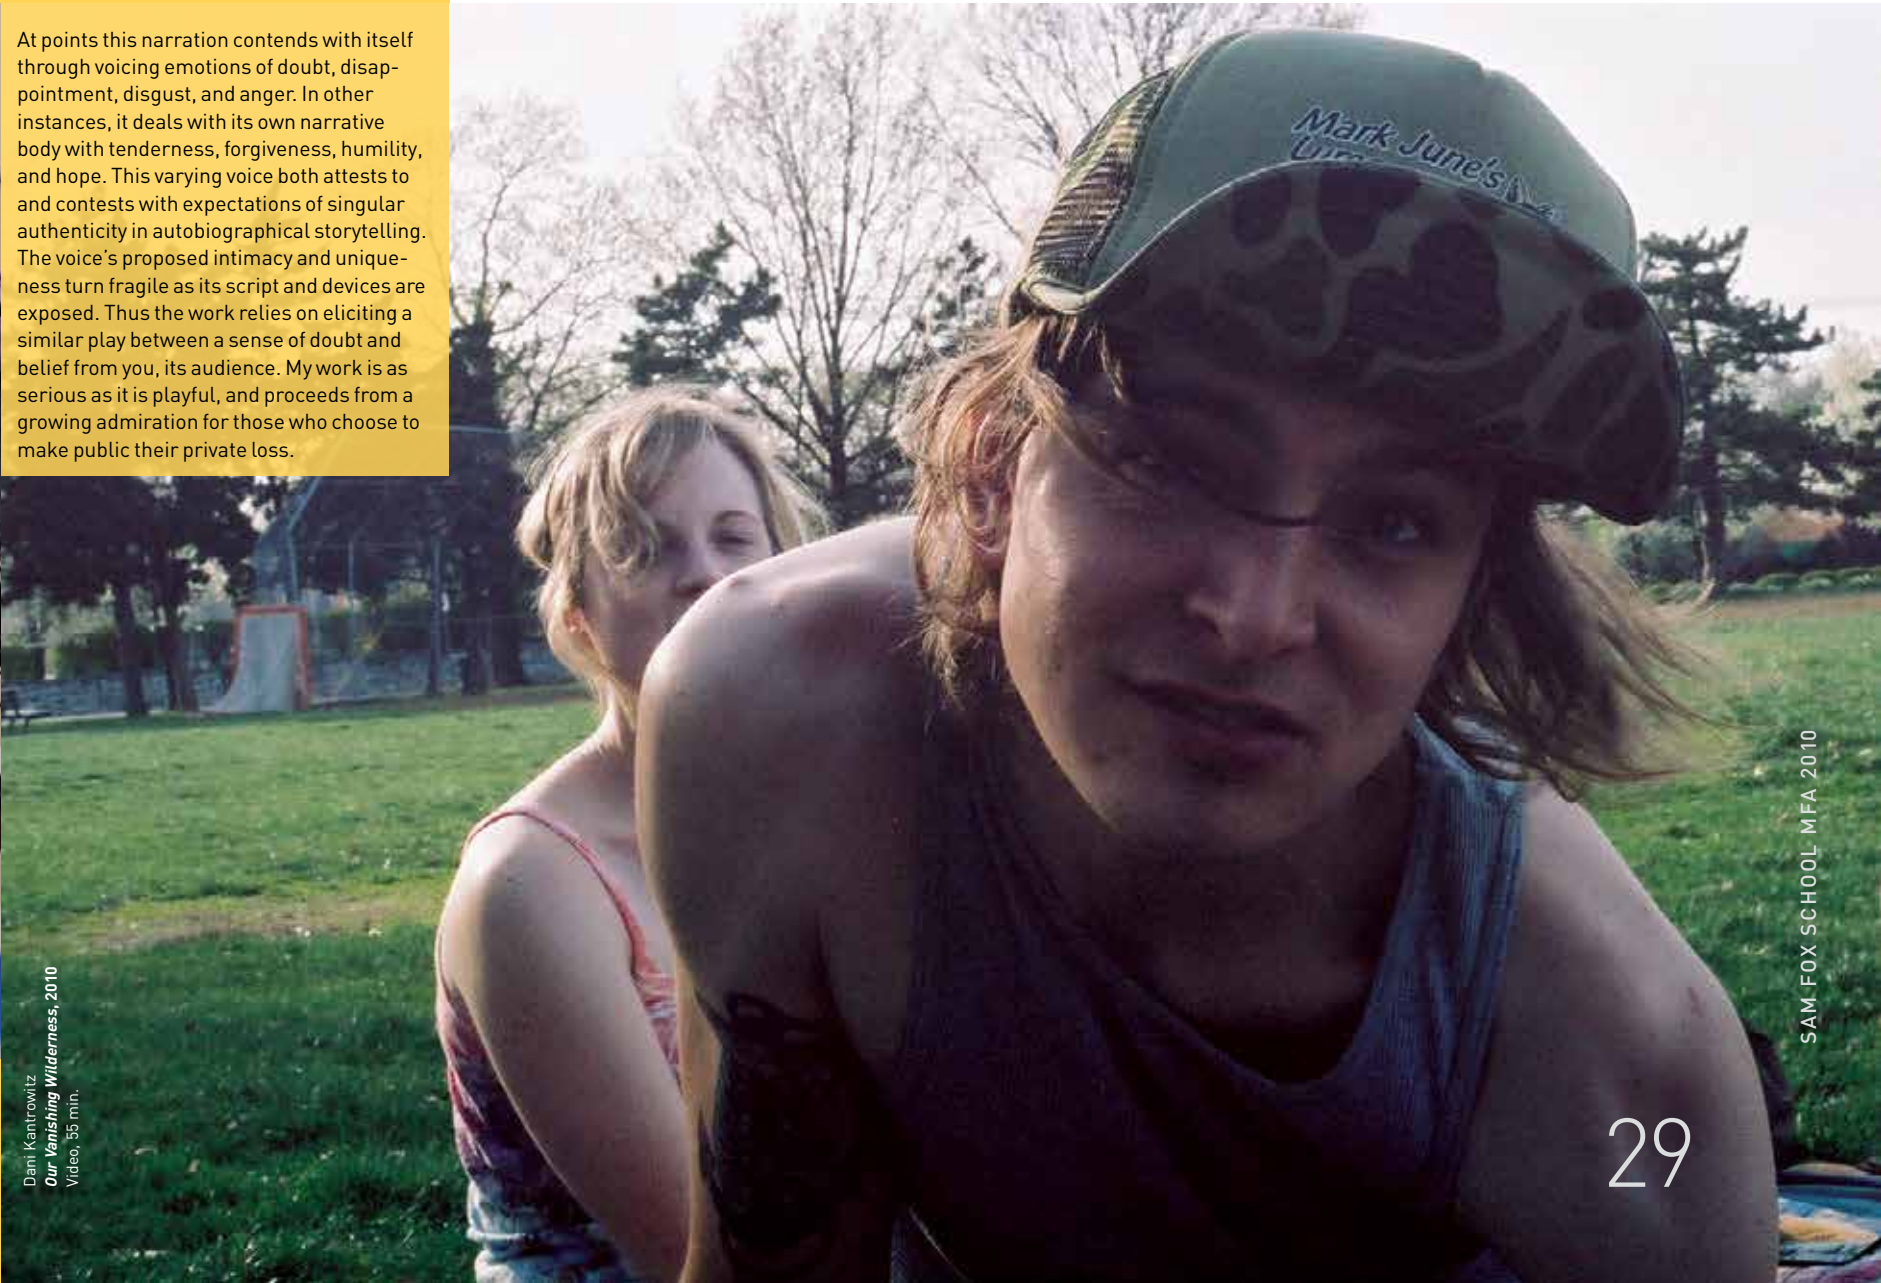 At points this narration contends with itself
through voicing emotions of doubt, disap-
pointment, disgust, and anger. In other
instances, it deals with its own narrative
body with tenderness, forgiveness, humility,
and hope. This varying voice both attests to
and contests with expectations of singular
authenticity in autobiographical storytelling.
The voice's proposed intimacy and unique-
ness turn fragile as its script and devices are
exposed. Thus the work relies on eliciting a
similar play between a sense of doubt and
belief from you, its audience. My work is as
serious as it is playful, and proceeds from a
growing admiration for those who choose to
make public their private loss.
Mark June's
Dani Kantrowitz
Our Vanishing Wilderness, 2010
Video, 55 min.
SAM FOX SCHOOL MFA 2010
29